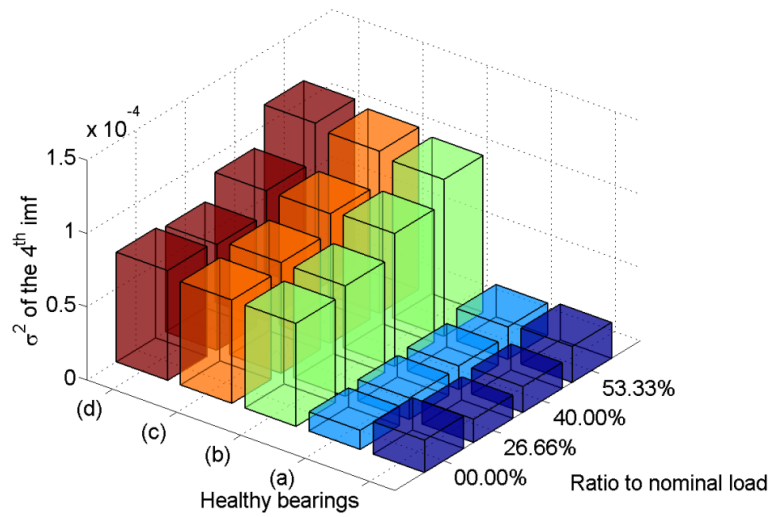 x 10⁻⁴
1.5
1
0.5
0
σ² of the 4ᵗʰ imf
(d)
(c)
(b)
(a)
Healthy bearings
00.00%
26.66%
40.00%
53.33%
Ratio to nominal load